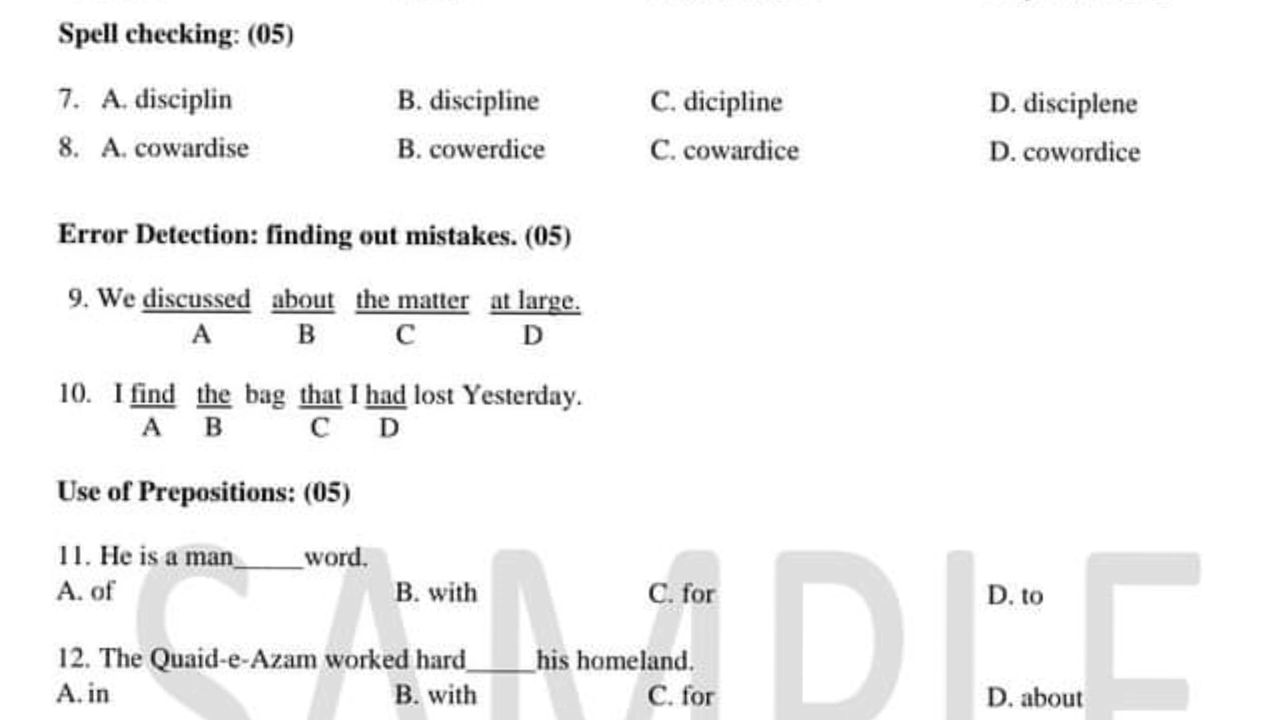 Spell checking: (05)
7. A. disciplin B. discipline C. dicipline D. disciplene
8. A. cowardise B. cowerdice C. cowardice D. cowordice
Error Detection: finding out mistakes. (05)
9. We discussed about the matter at large.
A B C D
10. I find the bag that I had lost Yesterday.
A B C D
Use of Prepositions: (05)
11. He is a man_____word.
A. of B. with C. for D. to
12. The Quaid-e-Azam worked hard_____his homeland.
A. in B. with C. for D. about
SAMPLE